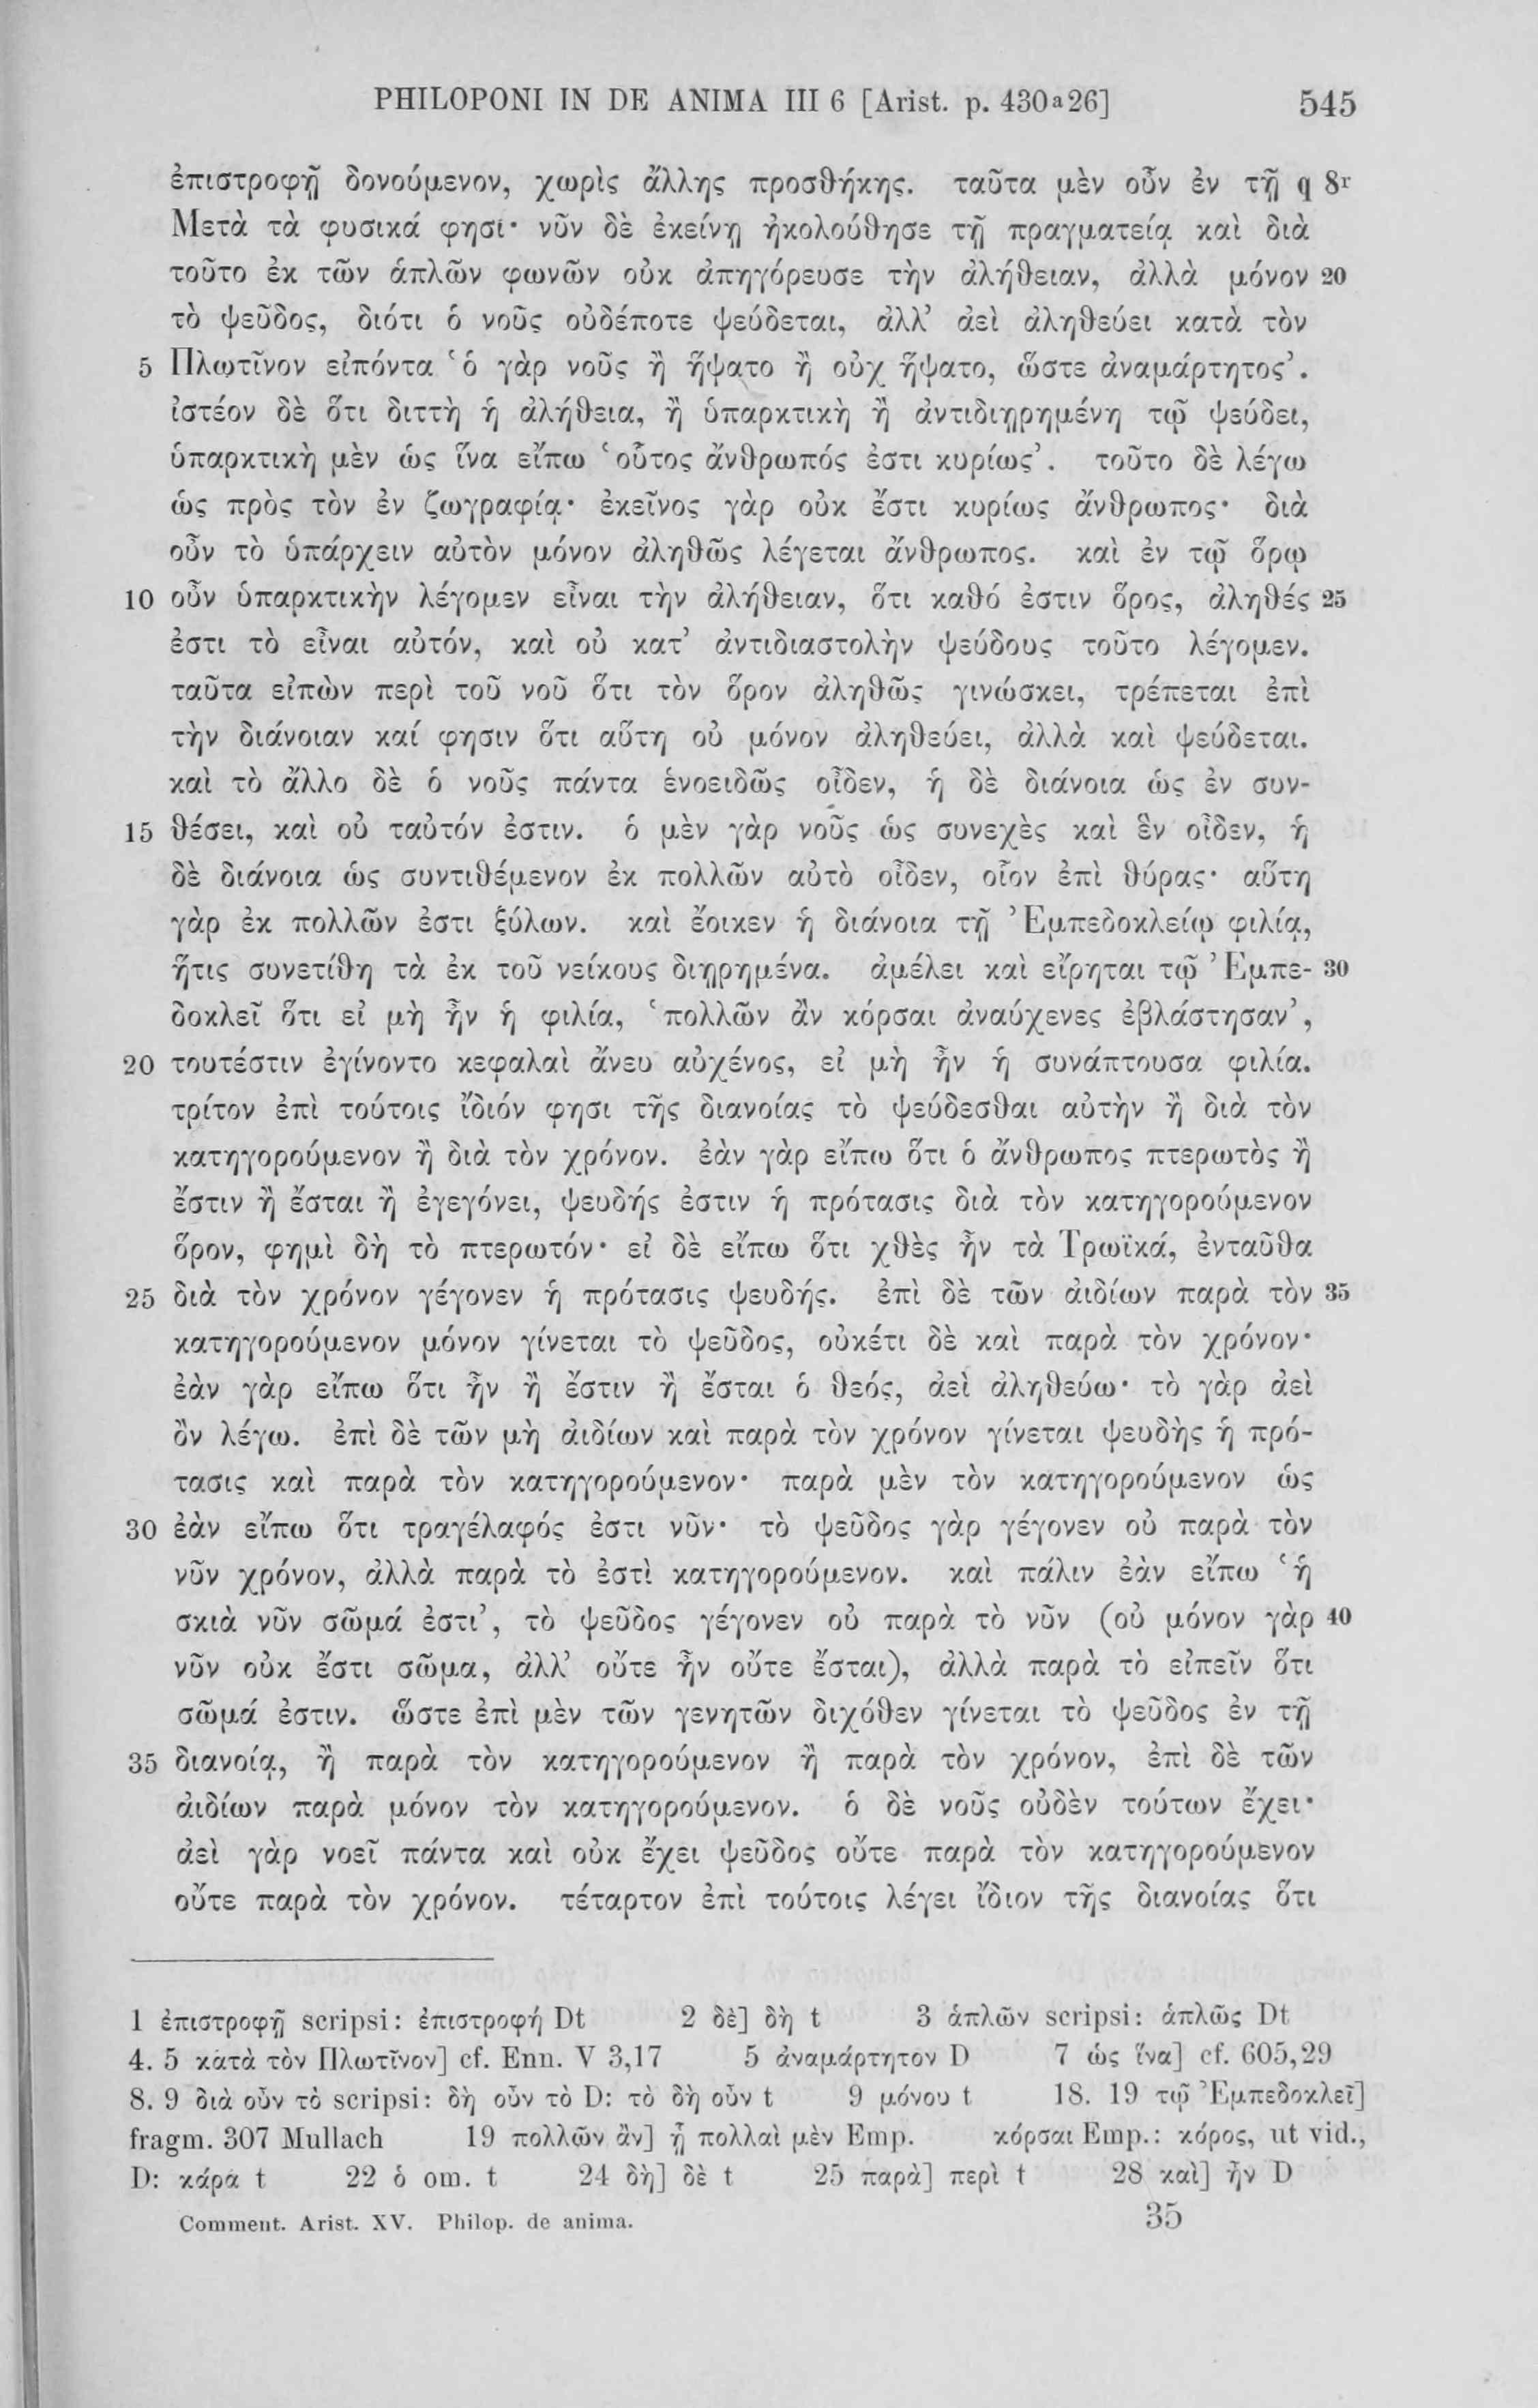 PHILOPONI IN DE ANIMA III 6 [Arist. p. 430a26] 545
ἐπιστροφῇ δονούμενον, χωρὶς ἄλλης προσθήκης. ταῦτα μὲν οὖν ἐν τῇ q 8r
Μετὰ τὰ φυσικά φησι· νῦν δὲ ἐκείνῃ ἠκολούθησε τῇ πραγματείᾳ καὶ διὰ
τοῦτο ἐκ τῶν ἁπλῶν φωνῶν οὐκ ἀπηγόρευσε τὴν ἀλήθειαν, ἀλλὰ μόνον 20
τὸ ψεῦδος, διότι ὁ νοῦς οὐδέποτε ψεύδεται, ἀλλ’ ἀεὶ ἀληθεύει κατὰ τὸν
5 Πλωτῖνον εἰπόντα ‘ὁ γὰρ νοῦς ἢ ἥψατο ἢ οὐχ ἥψατο, ὥστε ἀναμάρτητος’.
ἰστέον δὲ ὅτι διττὴ ἡ ἀλήθεια, ἢ ὑπαρκτικὴ ἢ ἀντιδιῃρημένη τῷ ψεύδει,
ὑπαρκτικὴ μὲν ὡς ἵνα εἴπω ‘οὗτος ἄνθρωπός ἐστι κυρίως’. τοῦτο δὲ λέγω
ὡς πρὸς τὸν ἐν ζωγραφίᾳ· ἐκεῖνος γὰρ οὐκ ἔστι κυρίως ἄνθρωπος· διὰ
οὖν τὸ ὑπάρχειν αὐτὸν μόνον ἀληθῶς λέγεται ἄνθρωπος. καὶ ἐν τῷ ὅρῳ
10 οὖν ὑπαρκτικὴν λέγομεν εἶναι τὴν ἀλήθειαν, ὅτι καθό ἐστιν ὅρος, ἀληθές 25
ἐστι τὸ εἶναι αὐτόν, καὶ οὐ κατ’ ἀντιδιαστολὴν ψεύδους τοῦτο λέγομεν.
ταῦτα εἰπὼν περὶ τοῦ νοῦ ὅτι τὸν ὅρον ἀληθῶς γινώσκει, τρέπεται ἐπὶ
τὴν διάνοιαν καί φησιν ὅτι αὕτη οὐ μόνον ἀληθεύει, ἀλλὰ καὶ ψεύδεται.
καὶ τὸ ἄλλο δὲ ὁ νοῦς πάντα ἑνοειδῶς οἶδεν, ἡ δὲ διάνοια ὡς ἐν συν-
15 θέσει, καὶ οὐ ταὐτόν ἐστιν. ὁ μὲν γὰρ νοῦς ὡς συνεχὲς καὶ ἓν οἶδεν, ἡ
δὲ διάνοια ὡς συντιθέμενον ἐκ πολλῶν αὐτὸ οἶδεν, οἷον ἐπὶ θύρας· αὕτη
γὰρ ἐκ πολλῶν ἐστι ξύλων. καὶ ἔοικεν ἡ διάνοια τῇ Ἐμπεδοκλείῳ φιλίᾳ,
ἥτις συνετίθη τὰ ἐκ τοῦ νείκους διῃρημένα. ἀμέλει καὶ εἴρηται τῷ Ἐμπε- 30
δοκλεῖ ὅτι εἰ μὴ ἦν ἡ φιλία, ‘πολλῶν ἂν κόρσαι ἀναύχενες ἐβλάστησαν’,
20 τουτέστιν ἐγίνοντο κεφαλαὶ ἄνευ αὐχένος, εἰ μὴ ἦν ἡ συνάπτουσα φιλία.
τρίτον ἐπὶ τούτοις ἴδιόν φησι τῆς διανοίας τὸ ψεύδεσθαι αὐτὴν ἢ διὰ τὸν
κατηγορούμενον ἢ διὰ τὸν χρόνον. ἐὰν γὰρ εἴπω ὅτι ὁ ἄνθρωπος πτερωτὸς ἢ
ἔστιν ἢ ἔσται ἢ ἐγεγόνει, ψευδής ἐστιν ἡ πρότασις διὰ τὸν κατηγορούμενον
ὅρον, φημὶ δὴ τὸ πτερωτόν· εἰ δὲ εἴπω ὅτι χθὲς ἦν τὰ Τρωϊκά, ἐνταῦθα
25 διὰ τὸν χρόνον γέγονεν ἡ πρότασις ψευδής. ἐπὶ δὲ τῶν ἀιδίων παρὰ τὸν 35
κατηγορούμενον μόνον γίνεται τὸ ψεῦδος, οὐκέτι δὲ καὶ παρὰ τὸν χρόνον·
ἐὰν γὰρ εἴπω ὅτι ἦν ἢ ἔστιν ἢ ἔσται ὁ θεός, ἀεὶ ἀληθεύω· τὸ γὰρ ἀεὶ
ὂν λέγω. ἐπὶ δὲ τῶν μὴ ἀιδίων καὶ παρὰ τὸν χρόνον γίνεται ψευδὴς ἡ πρό-
τασις καὶ παρὰ τὸν κατηγορούμενον· παρὰ μὲν τὸν κατηγορούμενον ὡς
30 ἐὰν εἴπω ὅτι τραγέλαφός ἐστι νῦν· τὸ ψεῦδος γὰρ γέγονεν οὐ παρὰ τὸν
νῦν χρόνον, ἀλλὰ παρὰ τὸ ἐστὶ κατηγορούμενον. καὶ πάλιν ἐὰν εἴπω ‘ἡ
σκιὰ νῦν σῶμά ἐστι’, τὸ ψεῦδος γέγονεν οὐ παρὰ τὸ νῦν (οὐ μόνον γὰρ 40
νῦν οὐκ ἔστι σῶμα, ἀλλ’ οὔτε ἦν οὔτε ἔσται), ἀλλὰ παρὰ τὸ εἰπεῖν ὅτι
σῶμά ἐστιν. ὥστε ἐπὶ μὲν τῶν γενητῶν διχόθεν γίνεται τὸ ψεῦδος ἐν τῇ
35 διανοίᾳ, ἢ παρὰ τὸν κατηγορούμενον ἢ παρὰ τὸν χρόνον, ἐπὶ δὲ τῶν
ἀιδίων παρὰ μόνον τὸν κατηγορούμενον. ὁ δὲ νοῦς οὐδὲν τούτων ἔχει·
ἀεὶ γὰρ νοεῖ πάντα καὶ οὐκ ἔχει ψεῦδος οὔτε παρὰ τὸν κατηγορούμενον
οὔτε παρὰ τὸν χρόνον. τέταρτον ἐπὶ τούτοις λέγει ἴδιον τῆς διανοίας ὅτι
1 ἐπιστροφῇ scripsi: ἐπιστροφή Dt 2 δὲ] δὴ t 3 ἁπλῶν scripsi: ἁπλῶς Dt
4. 5 κατὰ τὸν Πλωτῖνον] cf. Enn. V 3,17 5 ἀναμάρτητον D 7 ὡς ἵνα] cf. 605,29
8. 9 διὰ οὖν τὸ scripsi: δὴ οὖν τὸ D: τὸ δὴ οὖν t 9 μόνου t 18. 19 τῷ Ἐμπεδοκλεῖ]
fragm. 307 Mullach 19 πολλῶν ἂν] ᾗ πολλαὶ μὲν Emp. κόρσαι Emp.: κόρος, ut vid.,
D: κάρα t 22 ὁ om. t 24 δὴ] δὲ t 25 παρὰ] περὶ t 28 καὶ] ἦν D
Comment. Arist. XV. Philop. de anima. 35